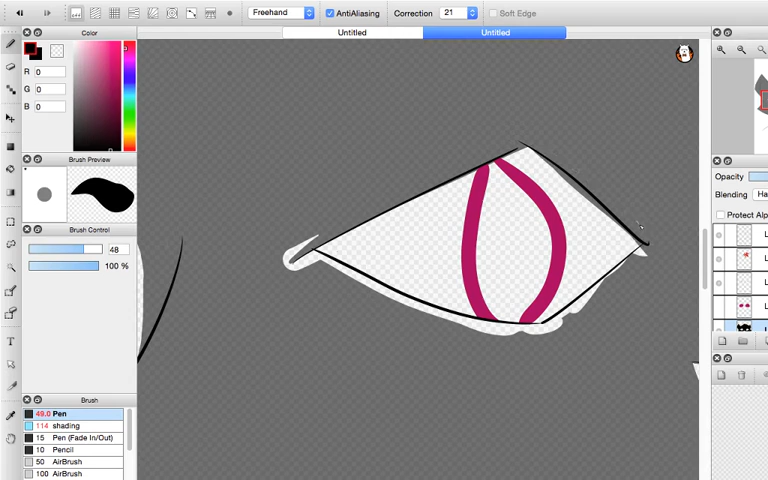 Freehand
AntiAliasing
Correction
21
Soft Edge
Untitled
Untitled
Color
R 0
G 0
B 0
Brush Preview
Brush Control
48
100 %
Brush
49.0 Pen
114 shading
15 Pen (Fade In/Out)
10 Pencil
50 AirBrush
100 AirBrush
T
Opacity
Blending Ha
Protect Alp
L
L
L
L
L